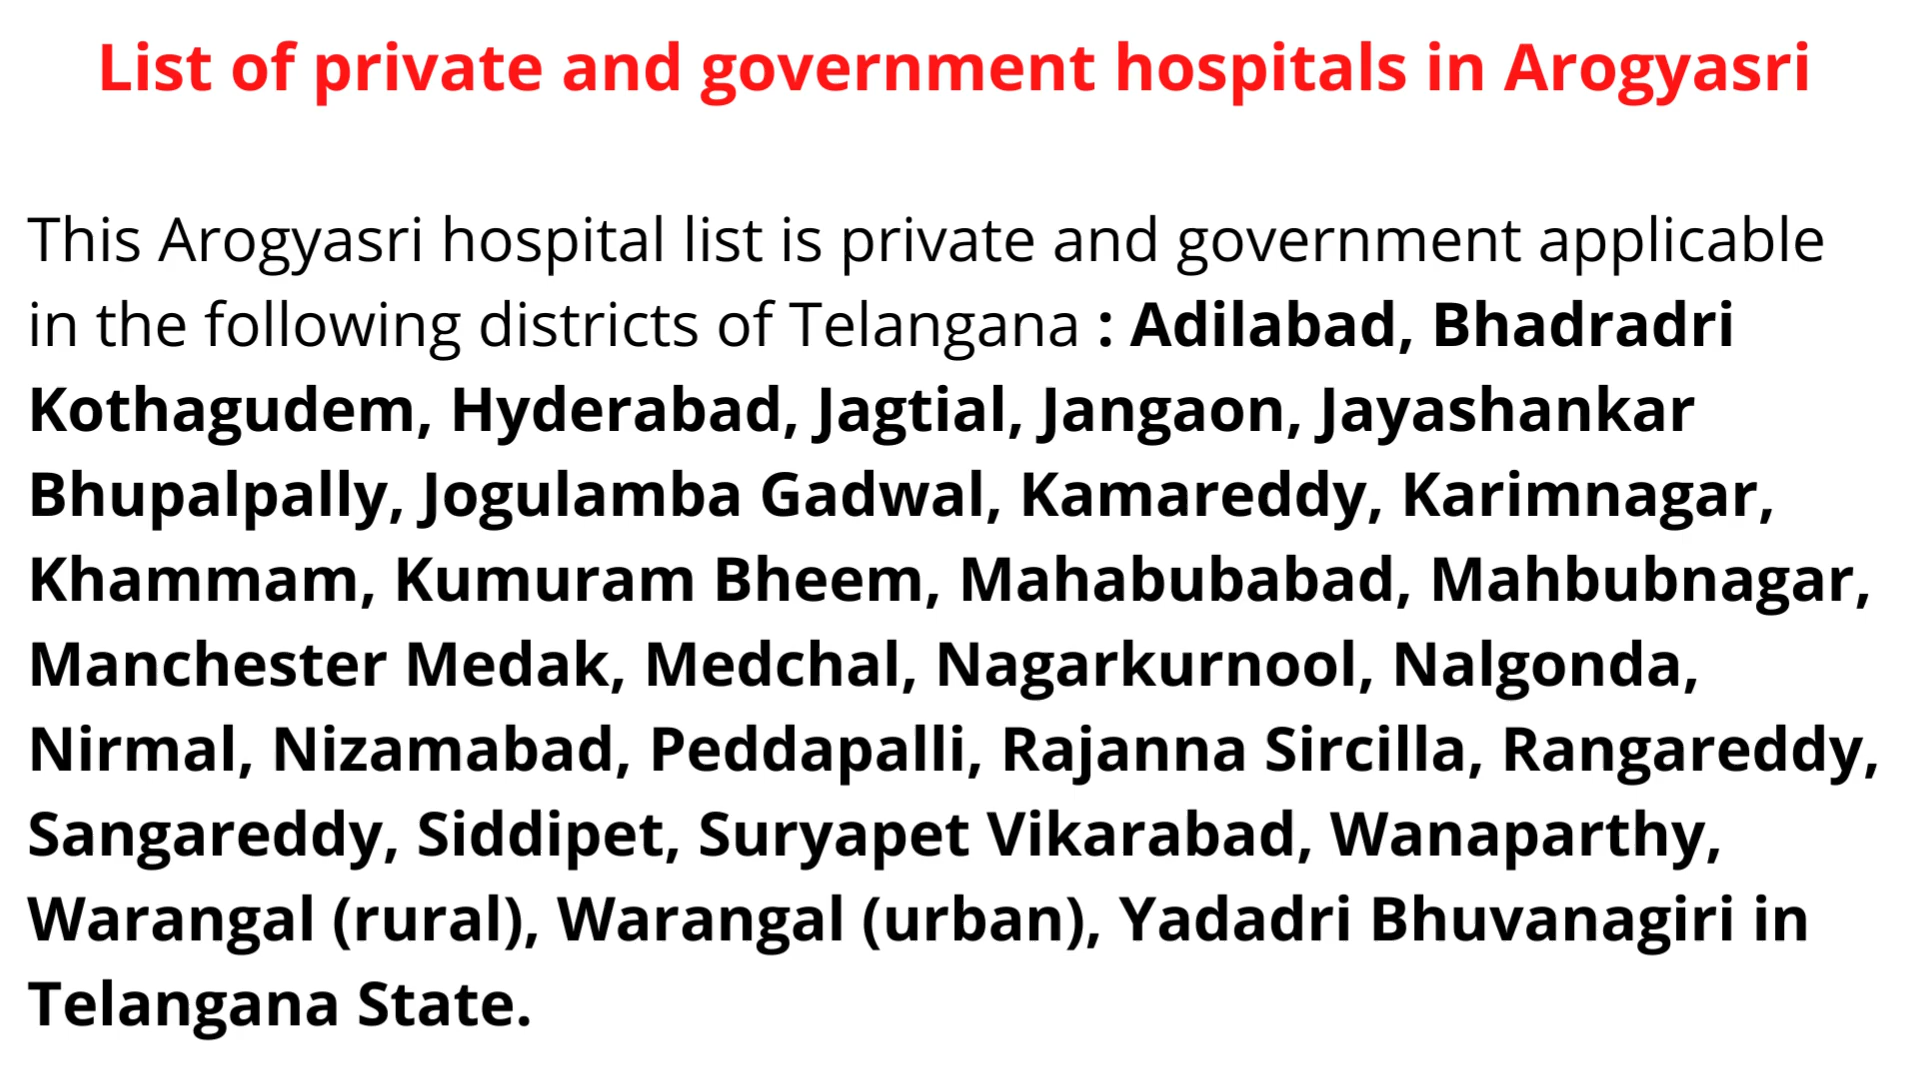 List of private and government hospitals in Arogyasri
This Arogyasri hospital list is private and government applicable
in the following districts of Telangana : Adilabad, Bhadradri
Kothagudem, Hyderabad, Jagtial, Jangaon, Jayashankar
Bhupalpally, Jogulamba Gadwal, Kamareddy, Karimnagar,
Khammam, Kumuram Bheem, Mahabubabad, Mahbubnagar,
Manchester Medak, Medchal, Nagarkurnool, Nalgonda,
Nirmal, Nizamabad, Peddapalli, Rajanna Sircilla, Rangareddy,
Sangareddy, Siddipet, Suryapet Vikarabad, Wanaparthy,
Warangal (rural), Warangal (urban), Yadadri Bhuvanagiri in
Telangana State.